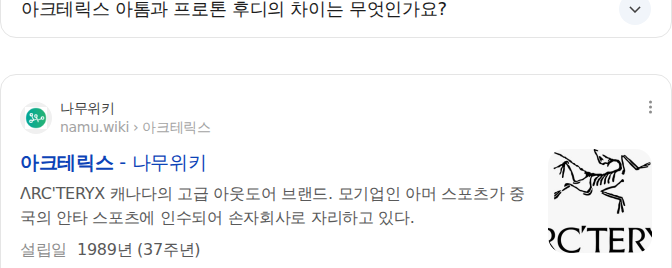 아크테릭스 아톰과 프로톤 후디의 차이는 무엇인가요?
나무위키
namu.wiki › 아크테릭스
아크테릭스 - 나무위키
ΛRC'TERYX 캐나다의 고급 아웃도어 브랜드. 모기업인 아머 스포츠가 중
국의 안타 스포츠에 인수되어 손자회사로 자리하고 있다.
설립일 1989년 (37주년)
RC'TERY